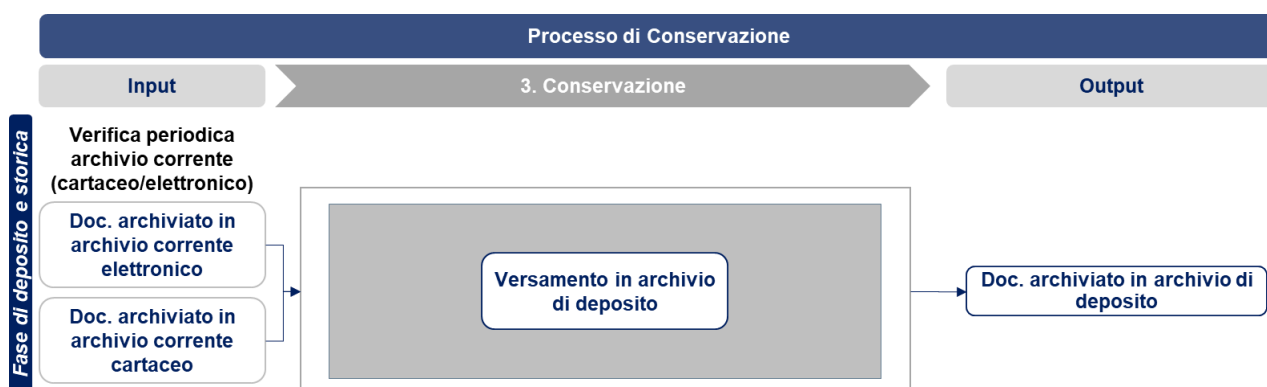 Processo di Conservazione
Input
3. Conservazione
Output
Fase di deposito e storica
Verifica periodica
archivio corrente
(cartaceo/elettronico)
Doc. archiviato in
archivio corrente
elettronico
Doc. archiviato in
archivio corrente
cartaceo
Versamento in archivio
di deposito
Doc. archiviato in archivio di
deposito